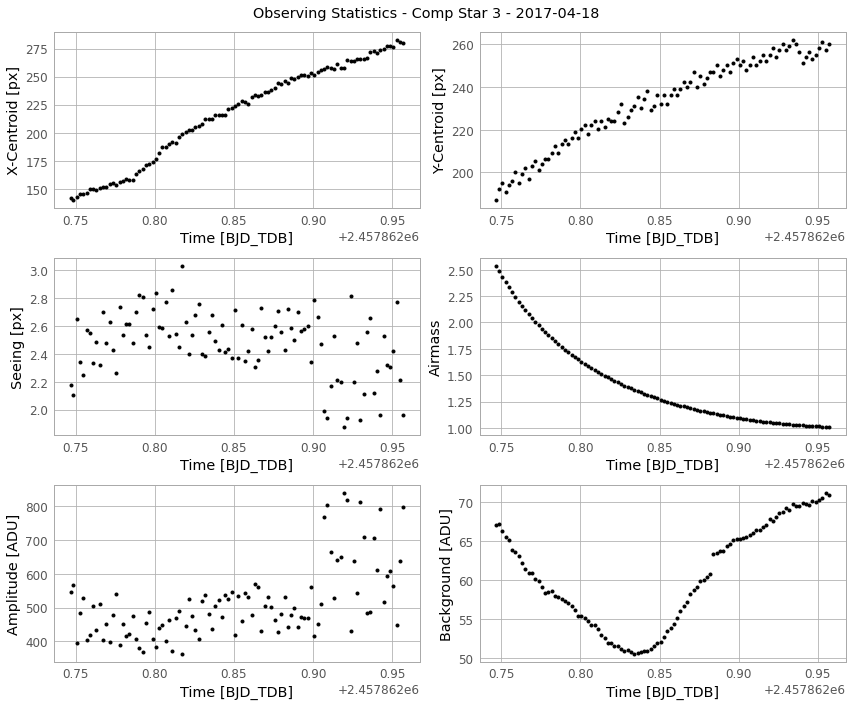 Observing Statistics - Comp Star 3 - 2017-04-18
X-Centroid [px]
275
250
225
200
175
150
0.75 0.80 0.85 0.90 0.95
Time [BJD_TDB]
+2.457862e6
Y-Centroid [px]
260
240
220
200
0.75 0.80 0.85 0.90 0.95
Time [BJD_TDB]
+2.457862e6
Seeing [px]
3.0
2.8
2.6
2.4
2.2
2.0
0.75 0.80 0.85 0.90 0.95
Time [BJD_TDB]
+2.457862e6
Airmass
2.50
2.25
2.00
1.75
1.50
1.25
1.00
0.75 0.80 0.85 0.90 0.95
Time [BJD_TDB]
+2.457862e6
Amplitude [ADU]
800
700
600
500
400
0.75 0.80 0.85 0.90 0.95
Time [BJD_TDB]
+2.457862e6
Background [ADU]
70
65
60
55
50
0.75 0.80 0.85 0.90 0.95
Time [BJD_TDB]
+2.457862e6